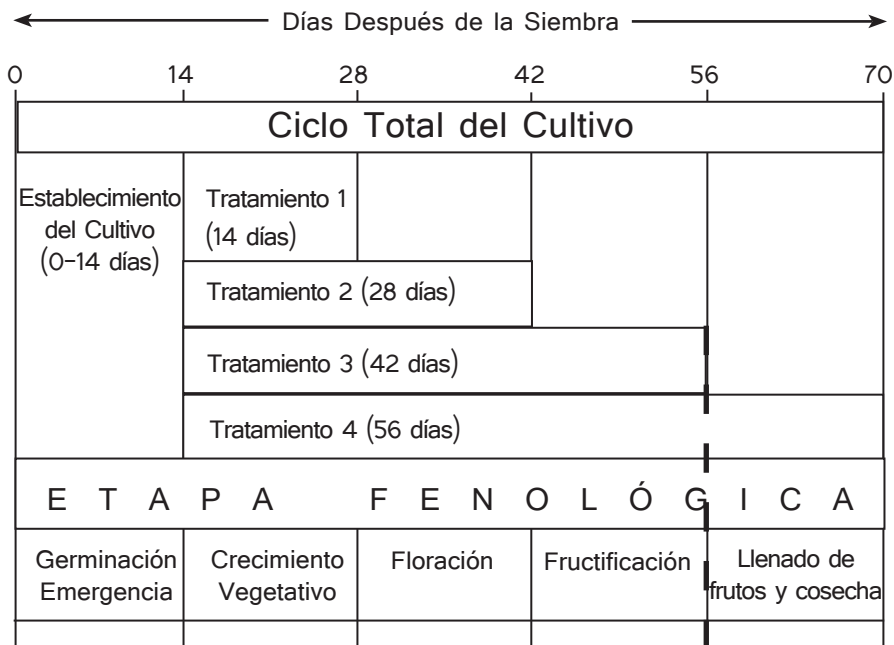 Días Después de la Siembra
0 14 28 42 56 70
Ciclo Total del Cultivo
Establecimiento
del Cultivo
(0-14 días)
Tratamiento 1
(14 días)
Tratamiento 2 (28 días)
Tratamiento 3 (42 días)
Tratamiento 4 (56 días)
E T A P A F E N O L Ó G I C A
Germinación
Emergencia
Crecimiento
Vegetativo
Floración
Fructificación
Llenado de
frutos y cosecha